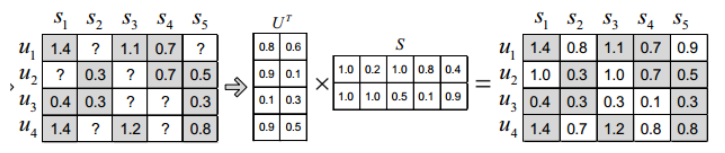 s1 s2 s3 s4 s5
u1 1.4 ? 1.1 0.7 ?
u2 ? 0.3 ? 0.7 0.5
u3 0.4 0.3 ? ? 0.3
u4 1.4 ? 1.2 ? 0.8
U^T
0.8 0.6
0.9 0.1
0.1 0.3
0.9 0.5
×
S
1.0 0.2 1.0 0.8 0.4
1.0 1.0 0.5 0.1 0.9
=
s1 s2 s3 s4 s5
u1 1.4 0.8 1.1 0.7 0.9
u2 1.0 0.3 1.0 0.7 0.5
u3 0.4 0.3 0.3 0.1 0.3
u4 1.4 0.7 1.2 0.8 0.8